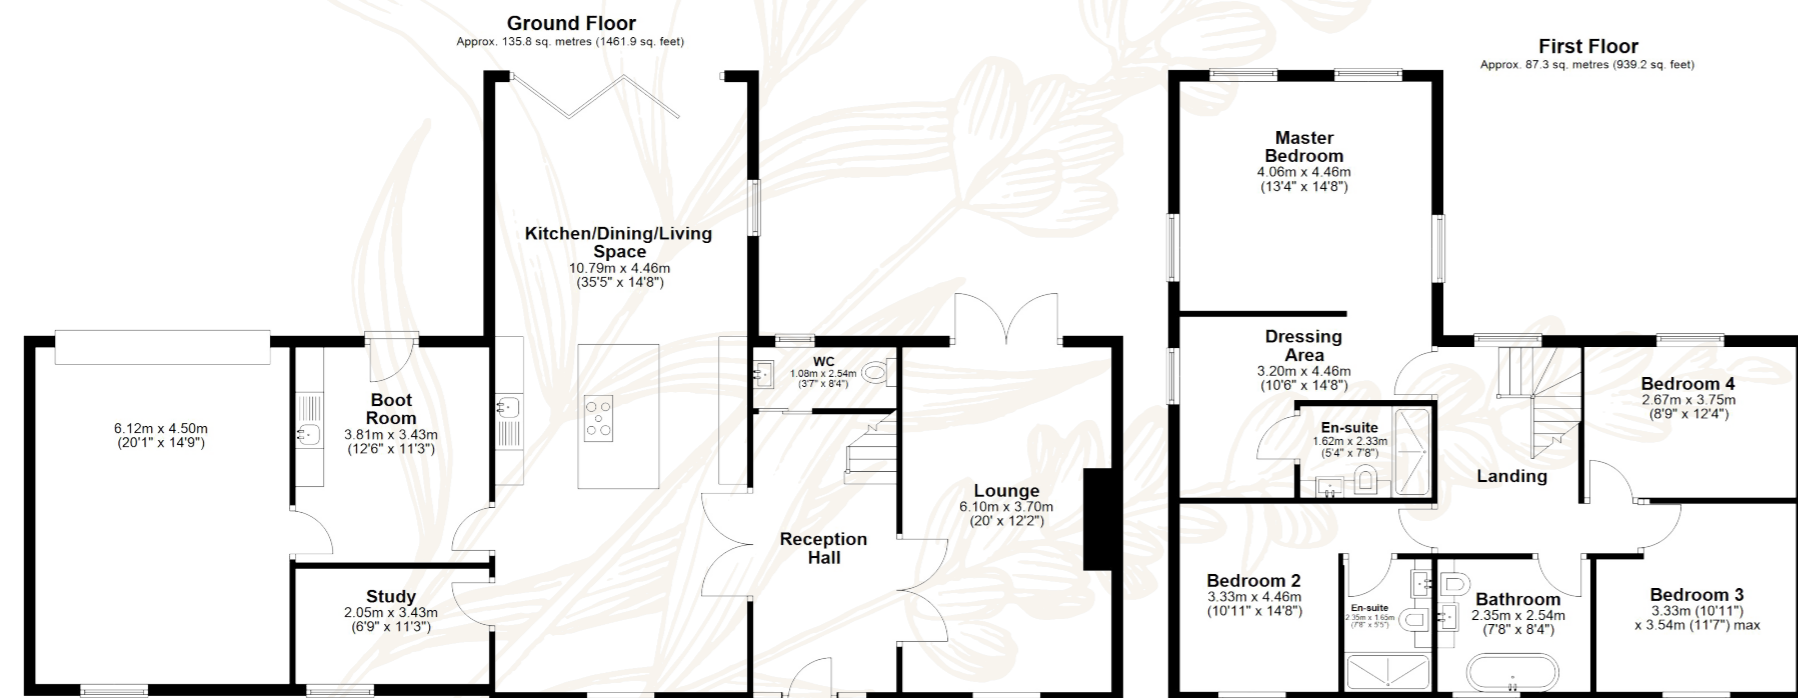 Ground Floor
Approx. 135.8 sq. metres (1461.9 sq. feet)
Kitchen/Dining/Living
Space
10.79m x 4.46m
(35'5" x 14'8")
6.12m x 4.50m
(20'1" x 14'9")
Boot
Room
3.81m x 3.43m
(12'6" x 11'3")
WC
1.08m x 2.54m
(3'7" x 8'4")
Lounge
6.10m x 3.70m
(20' x 12'2")
Reception
Hall
Study
2.05m x 3.43m
(6'9" x 11'3")
First Floor
Approx. 87.3 sq. metres (939.2 sq. feet)
Master
Bedroom
4.06m x 4.46m
(13'4" x 14'8")
Dressing
Area
3.20m x 4.46m
(10'6" x 14'8")
En-suite
1.62m x 2.33m
(5'4" x 7'8")
Landing
Bedroom 4
2.67m x 3.75m
(8'9" x 12'4")
Bedroom 2
3.33m x 4.46m
(10'11" x 14'8")
En-suite
2.35m x 1.65m
(7'8" x 5'5")
Bathroom
2.35m x 2.54m
(7'8" x 8'4")
Bedroom 3
3.33m (10'11")
x 3.54m (11'7") max